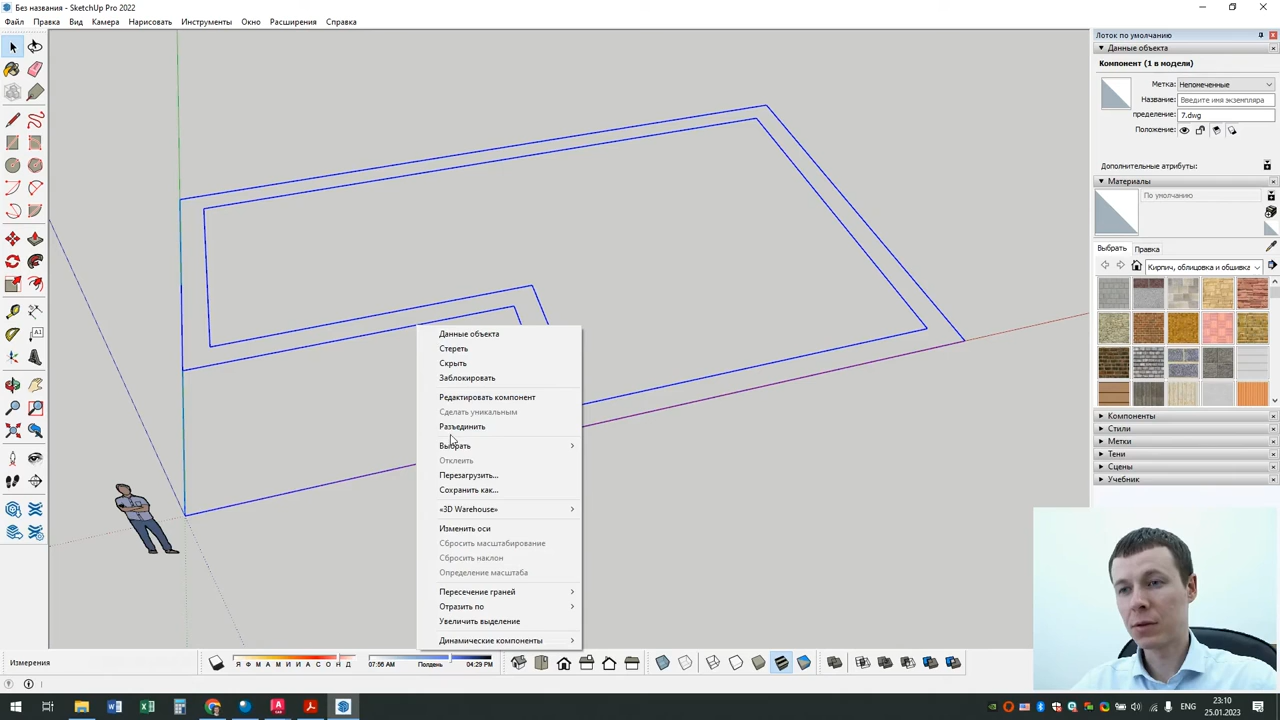 Без названия - SketchUp Pro 2022
Файл Правка Вид Камера Нарисовать Инструменты Окно Расширения Справка
Лоток по умолчанию
Данные объекта
Компонент (1 в модели)
Метка: Непомеченные
Название: Введите имя экземпляра
пределение: 7.dwg
Положение:
Дополнительные атрибуты:
Материалы
По умолчанию
Выбрать Правка
Кирпич, облицовка и обшивка
Компоненты
Стили
Метки
Тени
Сцены
Учебник
Данные объекта
Стереть
Скрыть
Заблокировать
Редактировать компонент
Сделать уникальным
Разъединить
Выбрать
Отклеить
Перезагрузить...
Сохранить как...
«3D Warehouse»
Изменить оси
Сбросить масштабирование
Сбросить наклон
Определение масштаба
Пересечение граней
Отразить по
Увеличить выделение
Динамические компоненты
Измерения
Я Ф М А М И И А С О Н Д
07:56 AM Полдень 04:29 PM
23:10
25.01.2023